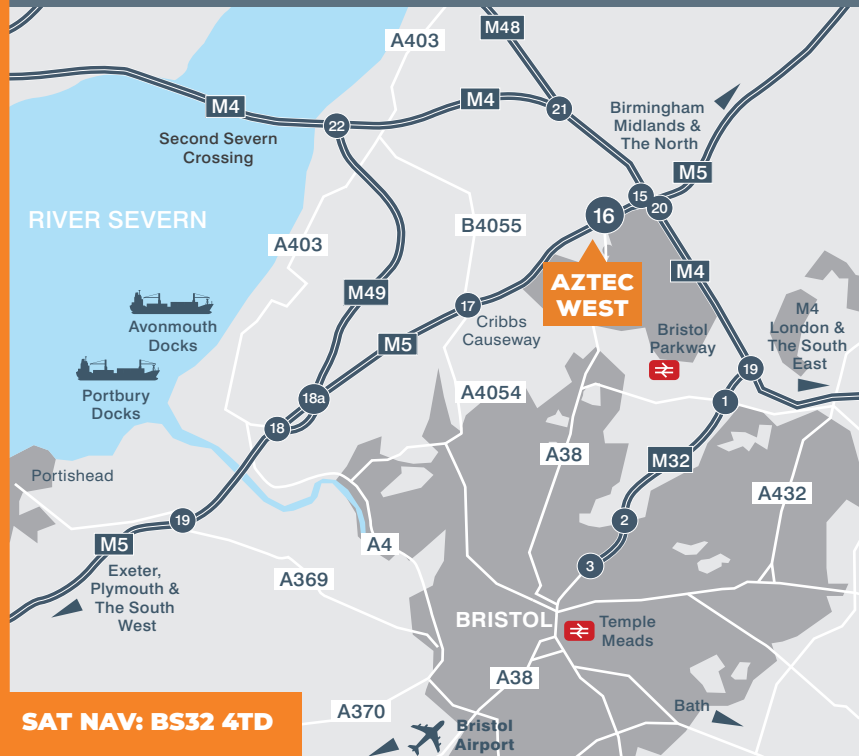 M48
A403
M4
M4
21
Birmingham
Midlands &
The North
22
Second Severn
Crossing
M5
15
20
16
RIVER SEVERN
B4055
A403
M4
AZTEC
WEST
M49
17
Cribbs
Causeway
M5
Avonmouth
Docks
Bristol
Parkway
M4
London &
The South
East
19
Portbury
Docks
18a
18
A4054
1
A38
M32
Portishead
A432
19
2
M5
A4
3
Exeter,
Plymouth &
The South
West
A369
BRISTOL
Temple
Meads
A38
SAT NAV: BS32 4TD
A370
Bath
Bristol
Airport